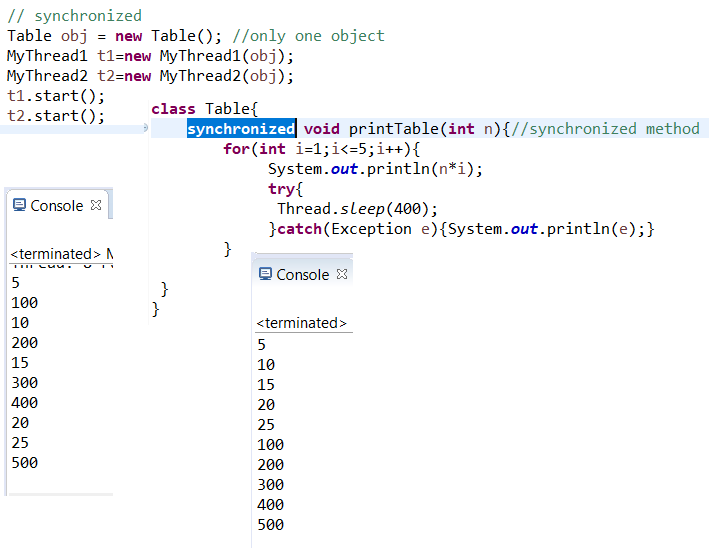 // synchronized
Table obj = new Table(); //only one object
MyThread1 t1=new MyThread1(obj);
MyThread2 t2=new MyThread2(obj);
t1.start();
t2.start();
class Table{
synchronized void printTable(int n){//synchronized method
for(int i=1;i<=5;i++){
System.out.println(n*i);
try{
Thread.sleep(400);
}catch(Exception e){System.out.println(e);}
}
}
}
Console
<terminated> M
5
100
10
200
15
300
400
20
25
500
Console
<terminated>
5
10
15
20
25
100
200
300
400
500